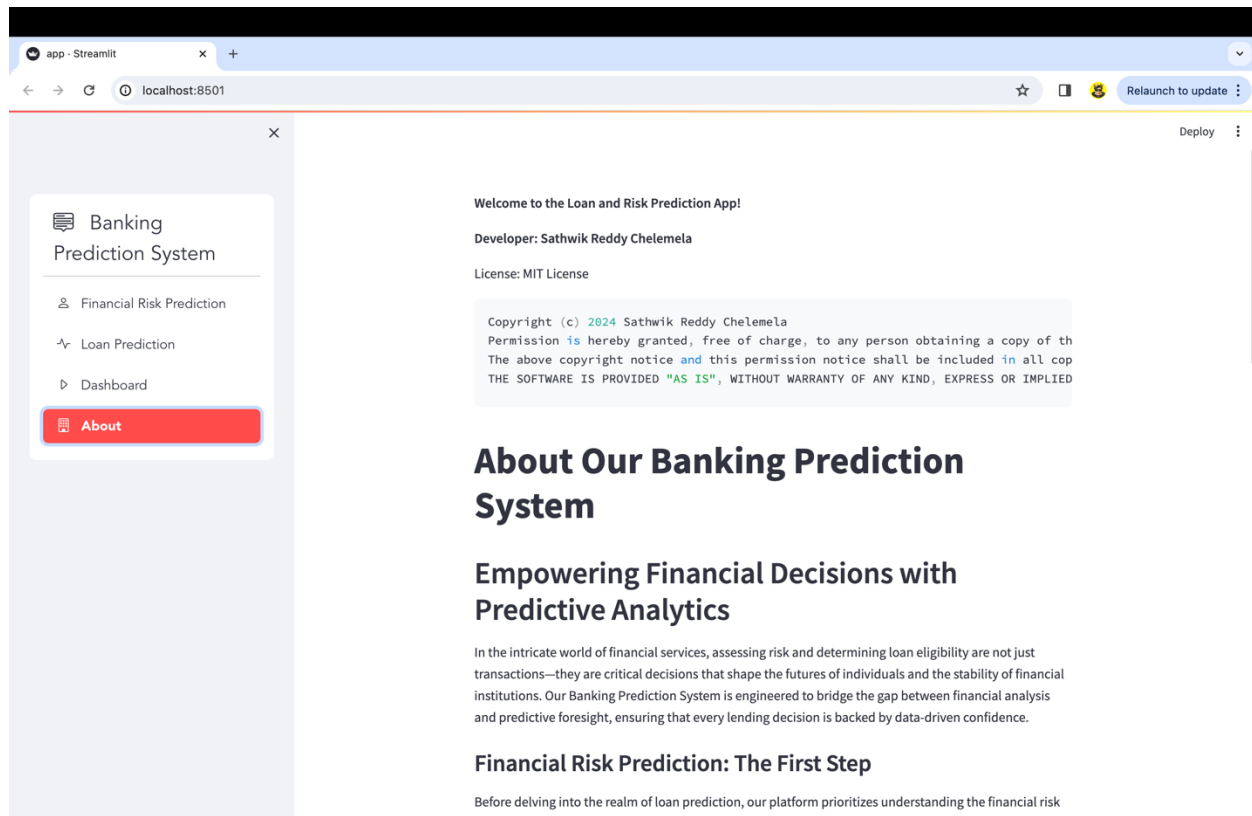 app · Streamlit
localhost:8501
Relaunch to update
Deploy
Banking
Prediction System
Financial Risk Prediction
Loan Prediction
Dashboard
About
Welcome to the Loan and Risk Prediction App!
Developer: Sathwik Reddy Chelemela
License: MIT License
Copyright (c) 2024 Sathwik Reddy Chelemela
Permission is hereby granted, free of charge, to any person obtaining a copy of th
The above copyright notice and this permission notice shall be included in all cop
THE SOFTWARE IS PROVIDED "AS IS", WITHOUT WARRANTY OF ANY KIND, EXPRESS OR IMPLIED
About Our Banking Prediction
System
Empowering Financial Decisions with
Predictive Analytics
In the intricate world of financial services, assessing risk and determining loan eligibility are not just
transactions—they are critical decisions that shape the futures of individuals and the stability of financial
institutions. Our Banking Prediction System is engineered to bridge the gap between financial analysis
and predictive foresight, ensuring that every lending decision is backed by data-driven confidence.
Financial Risk Prediction: The First Step
Before delving into the realm of loan prediction, our platform prioritizes understanding the financial risk